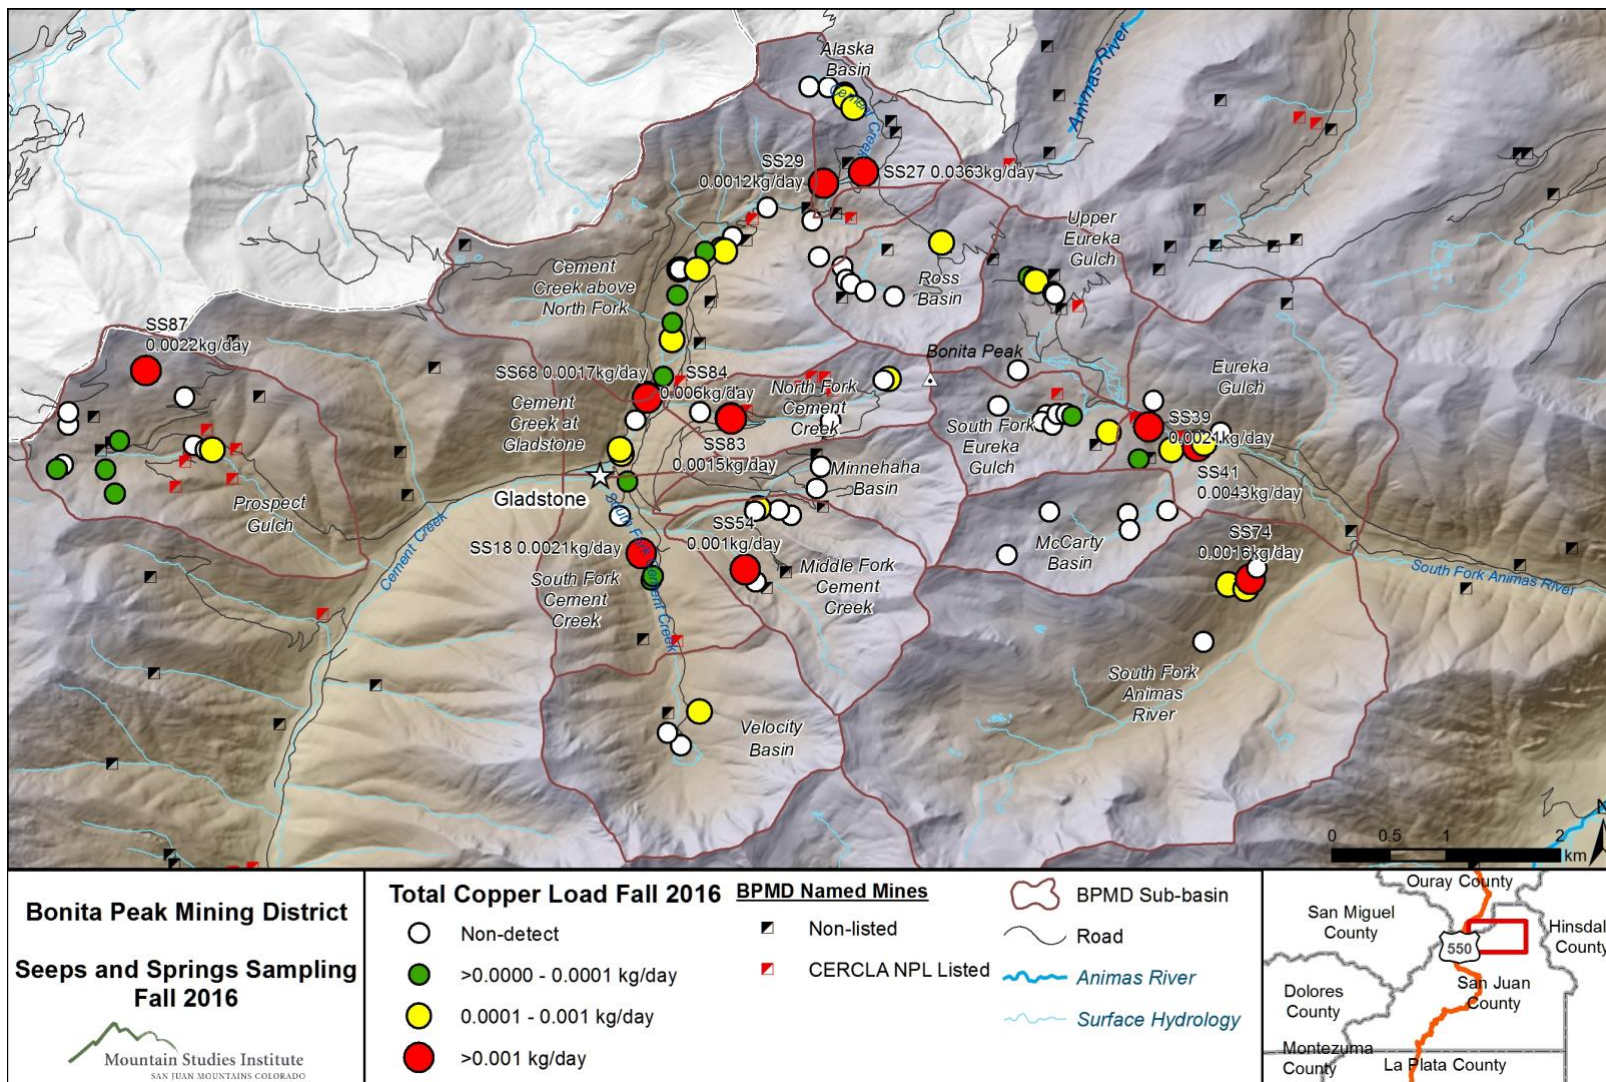 Alaska
Basin
Cement Creek
Animas River
SS29
0.0012kg/day
SS27 0.0363kg/day
Upper
Eureka
Gulch
Cement
Creek above
North Fork
Ross
Basin
SS87
0.0022kg/day
Bonita Peak
Eureka
Gulch
SS68 0.0017kg/day
SS84
0.006kg/day
North Fork
Cement
Creek
Cement
Creek at
Gladstone
SS83
0.0015kg/day
South Fork
Eureka
Gulch
SS39
0.0021kg/day
SS41
0.0043kg/day
Minnehaha
Basin
Gladstone
Prospect
Gulch
Cement Creek
South Fork Cement Creek
SS54
0.001kg/day
SS18 0.0021kg/day
South Fork
Cement
Creek
Middle Fork
Cement
Creek
McCarty
Basin
SS74
0.0016kg/day
South Fork Animas River
South Fork
Animas
River
Velocity
Basin
N
0 0.5 1 2
km
Bonita Peak Mining District
Seeps and Springs Sampling
Fall 2016
Mountain Studies Institute
SAN JUAN MOUNTAINS COLORADO
Total Copper Load Fall 2016
Non-detect
>0.0000 - 0.0001 kg/day
0.0001 - 0.001 kg/day
>0.001 kg/day
BPMD Named Mines
Non-listed
CERCLA NPL Listed
BPMD Sub-basin
Road
Animas River
Surface Hydrology
Ouray County
San Miguel
County
Hinsdal
County
550
San Juan
County
Dolores
County
Montezuma
County
La Plata County